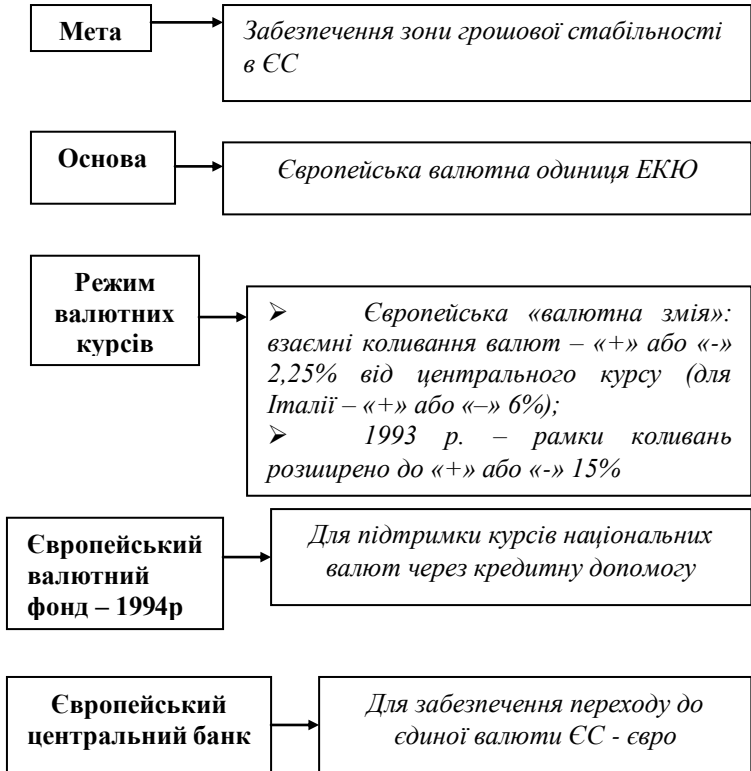 Мета
Забезпечення зони грошової стабільності
в ЄС
Основа
Європейська валютна одиниця ЕКЮ
Режим
валютних
курсів
➢ Європейська «валютна змія»:
взаємні коливання валют – «+» або «-»
2,25% від центрального курсу (для
Італії – «+» або «–» 6%);
➢ 1993 р. – рамки коливань
розширено до «+» або «-» 15%
Європейський
валютний
фонд – 1994р
Для підтримки курсів національних
валют через кредитну допомогу
Європейський
центральний банк
Для забезпечення переходу до
єдиної валюти ЄС - євро